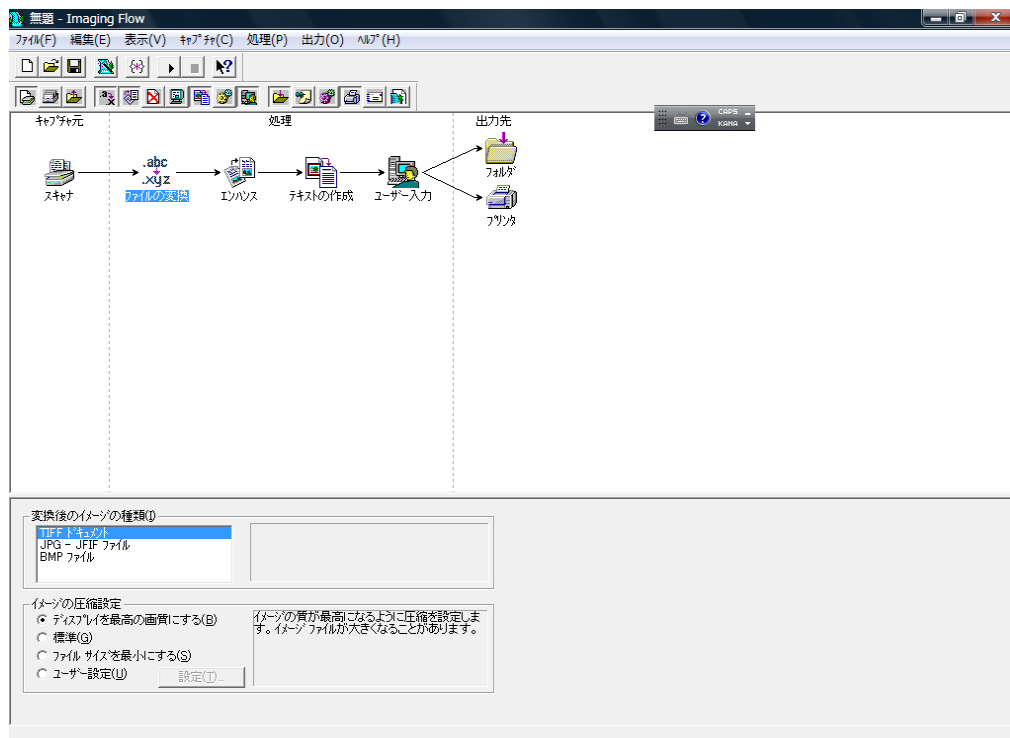 無題 - Imaging Flow
ﾌｧｲﾙ(F) 編集(E) 表示(V) ｷｬﾌﾟﾁｬ(C) 処理(P) 出力(O) ﾍﾙﾌﾟ(H)
CAPS
KANA
ｷｬﾌﾟﾁｬ元 処理 出力先
.abc
.xyz
ｽｷｬﾅ ﾌｧｲﾙの変換 ｴﾝﾊﾝｽ ﾃｷｽﾄの作成 ﾕｰｻﾞｰ入力
ﾌｫﾙﾀﾞ
ﾌﾟﾘﾝﾀ
変換後のｲﾒｰｼﾞの種類(I)
TIFF ﾄﾞｷｭﾒﾝﾄ
JPG - JFIF ﾌｧｲﾙ
BMP ﾌｧｲﾙ
ｲﾒｰｼﾞの圧縮設定
ﾃﾞｨｽﾌﾟﾚｲを最高の画質にする(B)
標準(G)
ﾌｧｲﾙ ｻｲｽﾞを最小にする(S)
ﾕｰｻﾞｰ設定(U) 設定(T)...
ｲﾒｰｼﾞの質が最高になるように圧縮を設定しま
す。ｲﾒｰｼﾞ ﾌｧｲﾙが大きくなることがあります。